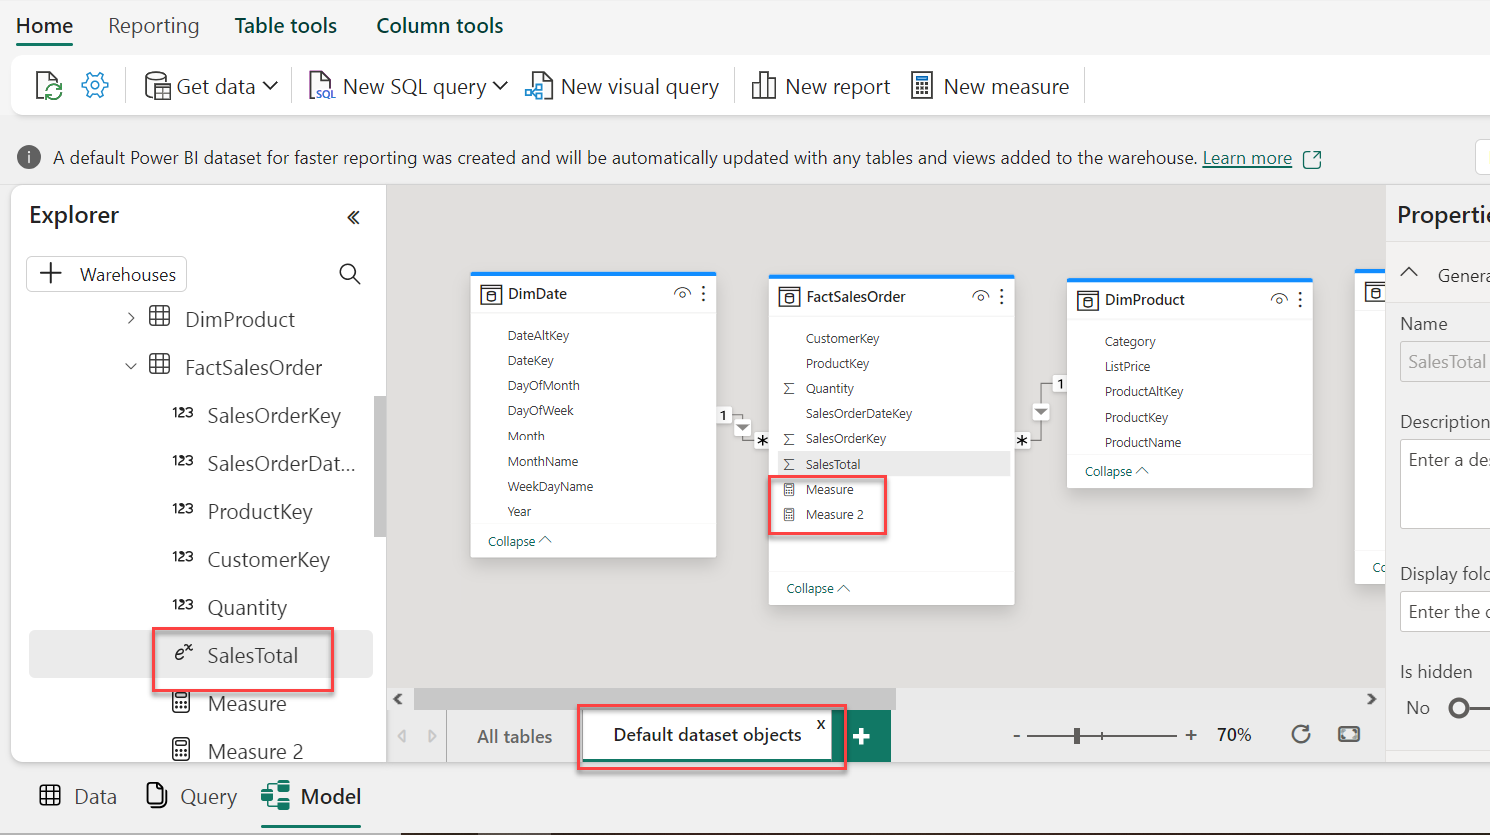 Home Reporting Table tools Column tools
Get data New SQL query New visual query New report New measure
A default Power BI dataset for faster reporting was created and will be automatically updated with any tables and views added to the warehouse. Learn more
Explorer
Warehouses
DimProduct
FactSalesOrder
123 SalesOrderKey
123 SalesOrderDat...
123 ProductKey
123 CustomerKey
123 Quantity
SalesTotal
Measure
Measure 2
DimDate
DateAltKey
DateKey
DayOfMonth
DayOfWeek
Month
MonthName
WeekDayName
Year
Collapse
1
*
FactSalesOrder
CustomerKey
ProductKey
Σ Quantity
SalesOrderDateKey
Σ SalesOrderKey
Σ SalesTotal
Measure
Measure 2
Collapse
*
1
DimProduct
Category
ListPrice
ProductAltKey
ProductKey
ProductName
Collapse
Name
SalesTotal
Description
Enter a
Display
Enter the
Is hidden
No
All tables Default dataset objects x +
- + 70%
Data Query Model